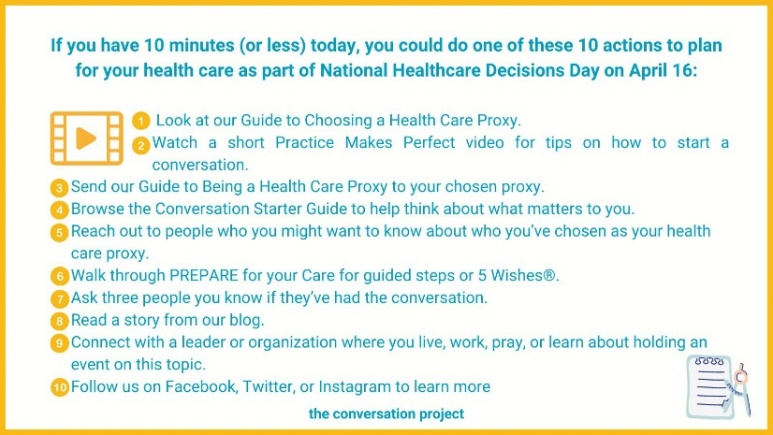 If you have 10 minutes (or less) today, you could do one of these 10 actions to plan
for your health care as part of National Healthcare Decisions Day on April 16:
1 Look at our Guide to Choosing a Health Care Proxy.
2 Watch a short Practice Makes Perfect video for tips on how to start a
conversation.
3 Send our Guide to Being a Health Care Proxy to your chosen proxy.
4 Browse the Conversation Starter Guide to help think about what matters to you.
5 Reach out to people who you might want to know about who you've chosen as your health
care proxy.
6 Walk through PREPARE for your Care for guided steps or 5 Wishes®.
7 Ask three people you know if they've had the conversation.
8 Read a story from our blog.
9 Connect with a leader or organization where you live, work, pray, or learn about holding an
event on this topic.
10 Follow us on Facebook, Twitter, or Instagram to learn more
the conversation project